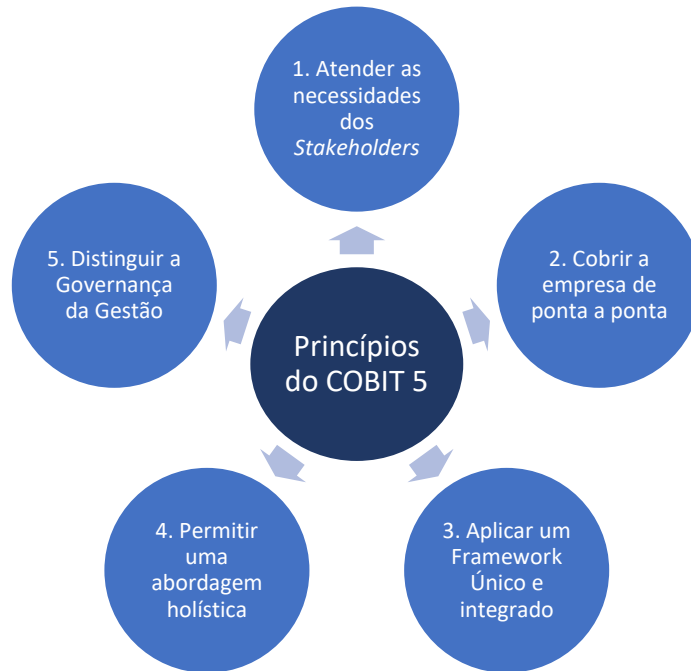 1. Atender as
necessidades
dos
Stakeholders
5. Distinguir a
Governança
da Gestão
2. Cobrir a
empresa de
ponta a ponta
Princípios
do COBIT 5
4. Permitir
uma
abordagem
holística
3. Aplicar um
Framework
Único e
integrado